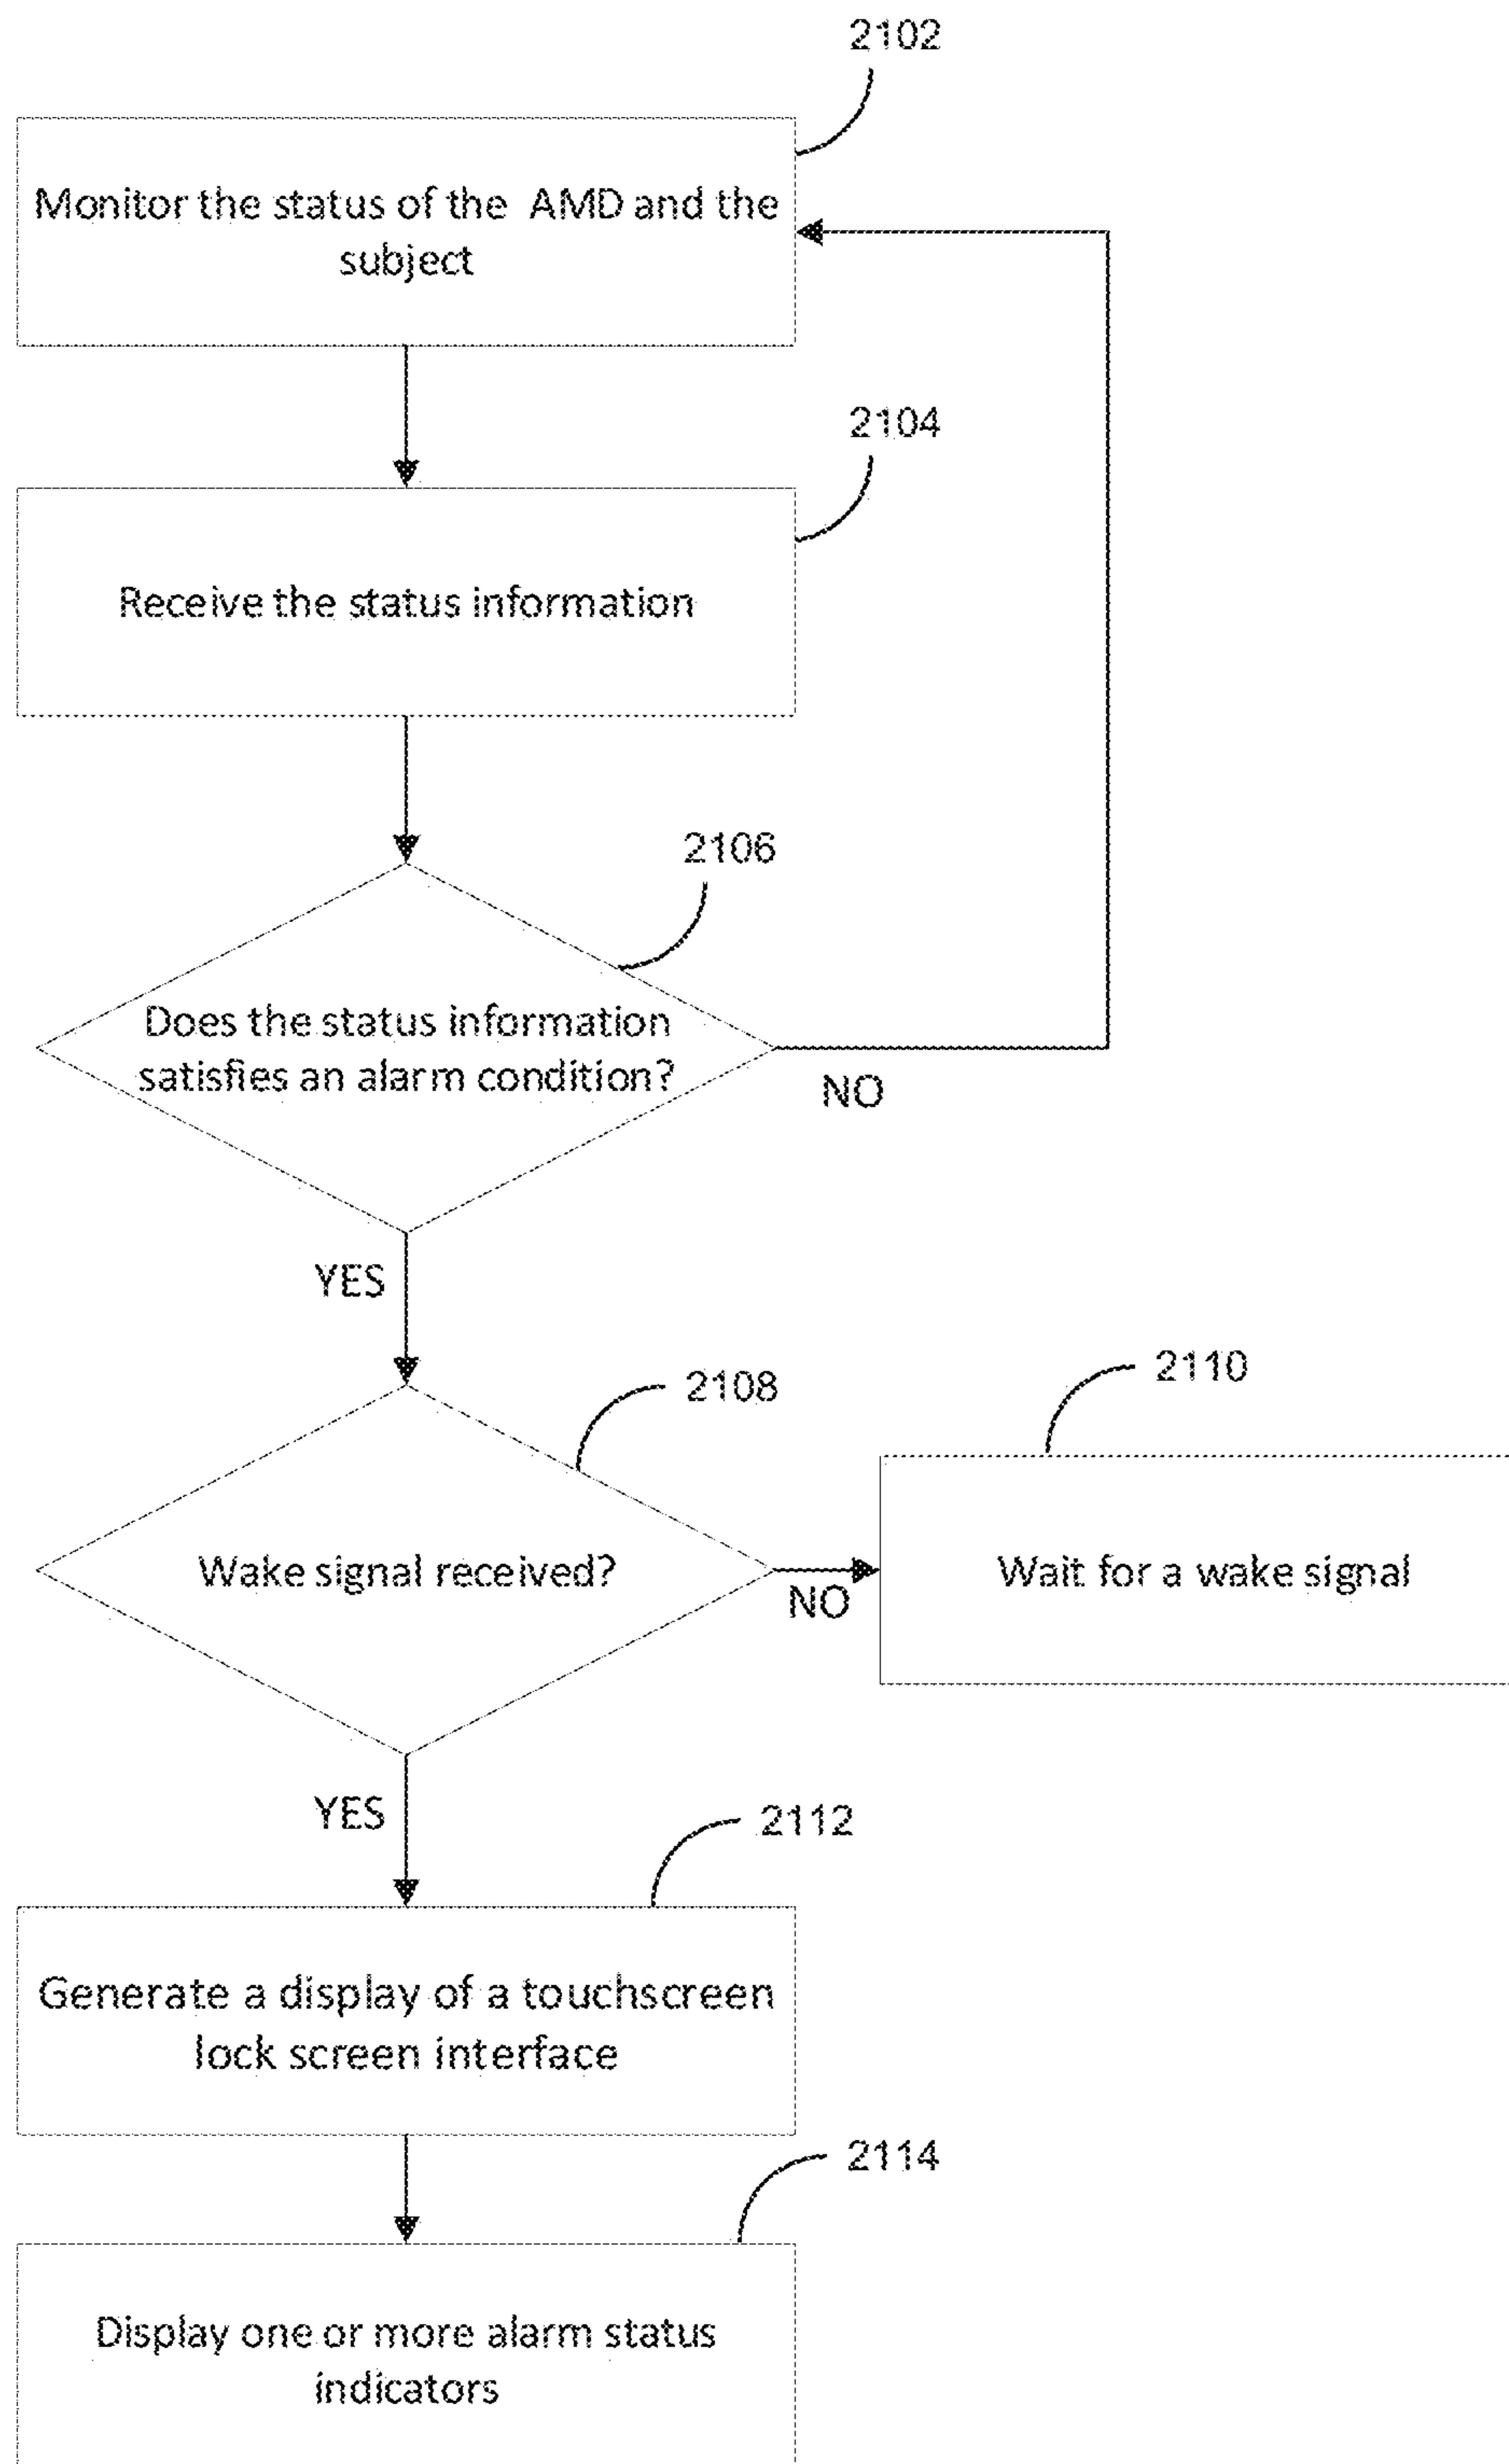 2102
Monitor the status of the AMD and the
subject
2104
Receive the status information
2106
Does the status information
satisfies an alarm condition?
NO
YES
2108
Wake signal received?
NO
2110
Wait for a wake signal
YES
2112
Generate a display of a touchscreen
lock screen interface
2114
Display one or more alarm status
indicators